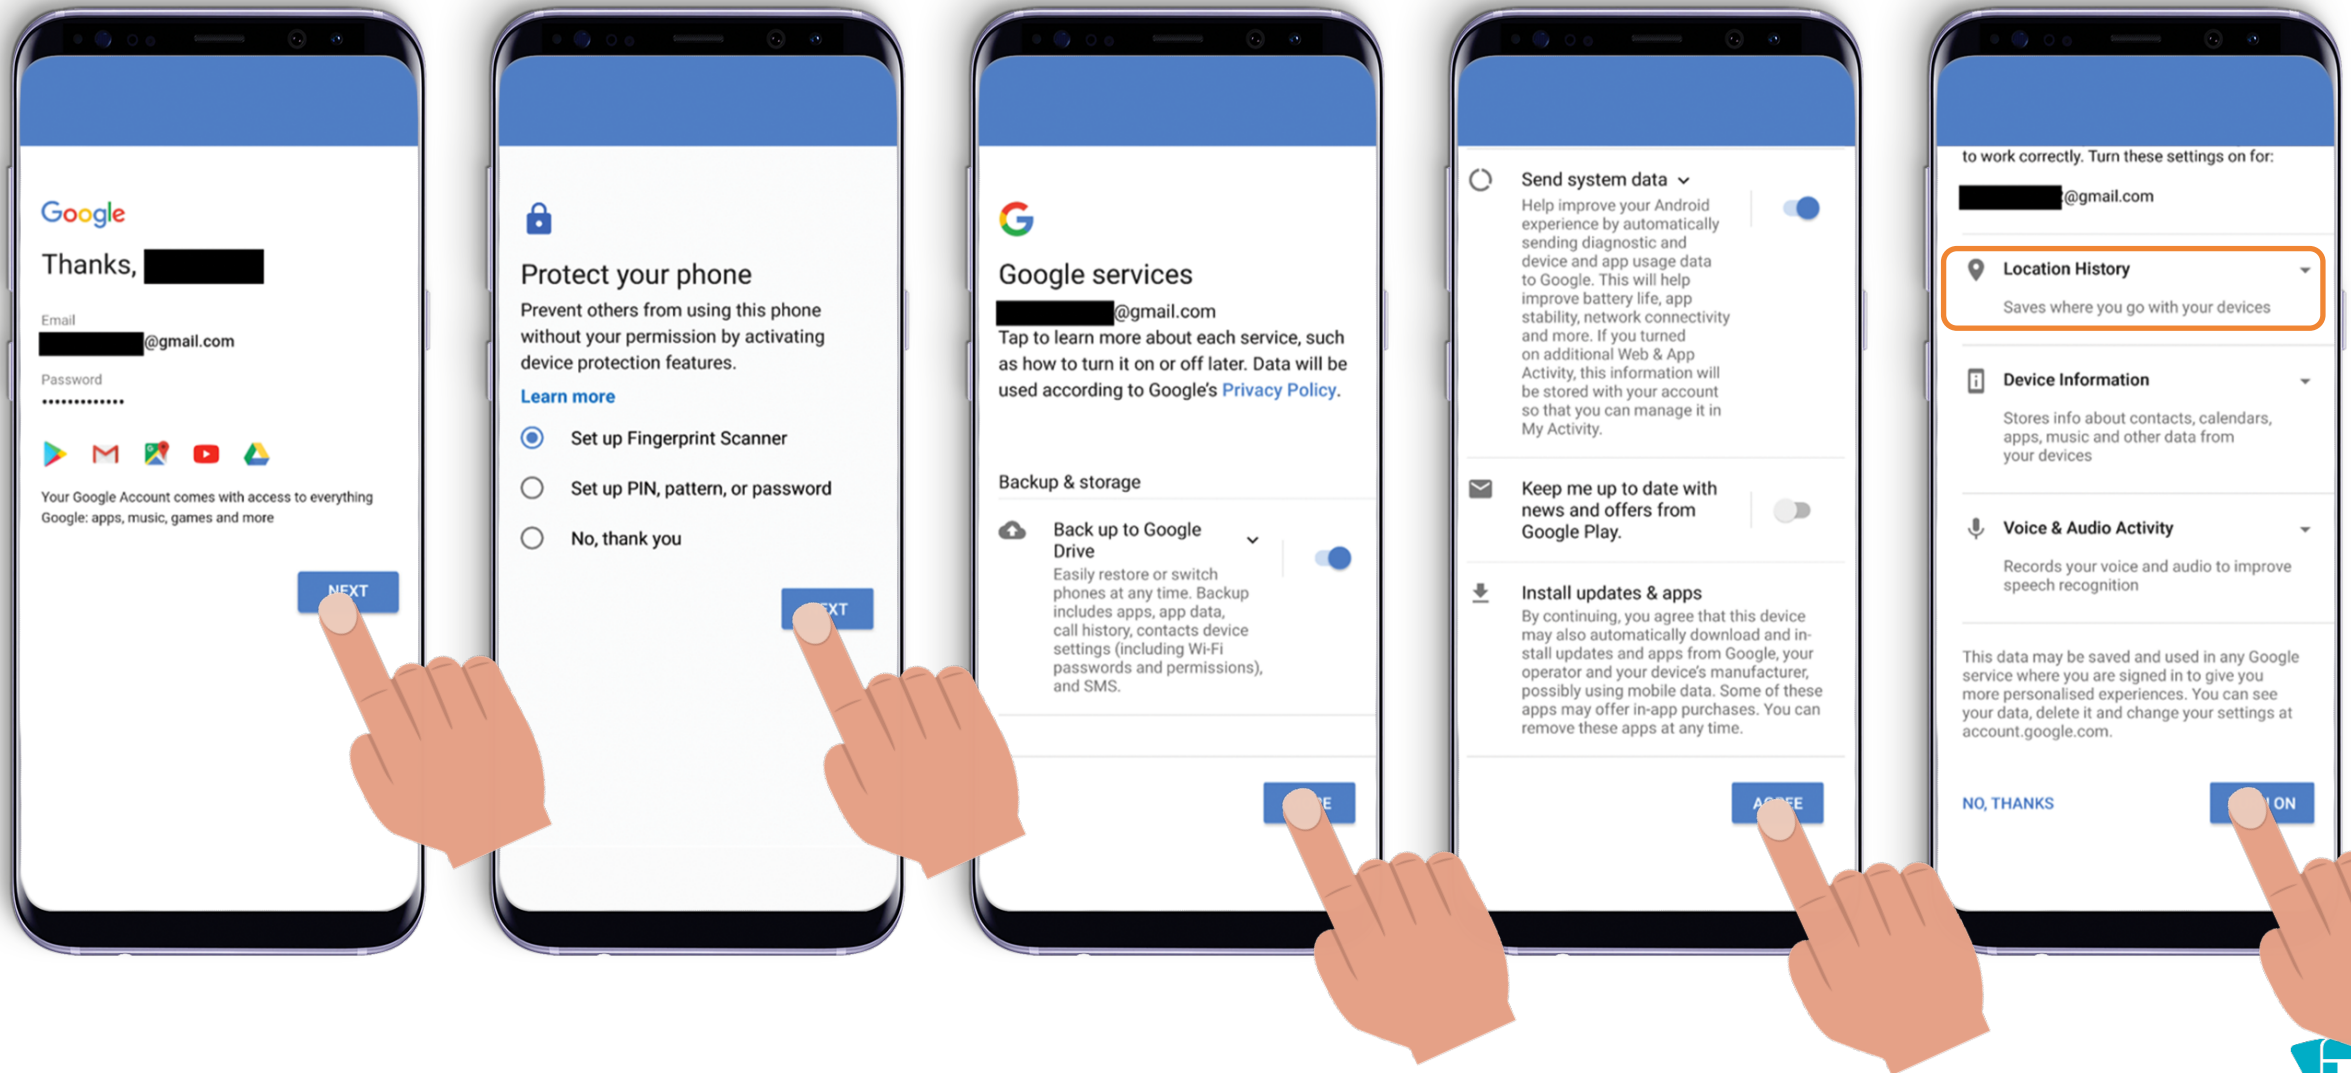 Google
Thanks,
Email
@gmail.com
Password
Your Google Account comes with access to everything
Google: apps, music, games and more
NEXT
Protect your phone
Prevent others from using this phone
without your permission by activating
device protection features.
Learn more
Set up Fingerprint Scanner
Set up PIN, pattern, or password
No, thank you
Google services
@gmail.com
Tap to learn more about each service, such
as how to turn it on or off later. Data will be
used according to Google's Privacy Policy.
Backup & storage
Back up to Google
Drive
Easily restore or switch
phones at any time. Backup
includes apps, app data,
call history, contacts device
settings (including Wi-Fi
passwords and permissions),
and SMS.
Send system data
Help improve your Android
experience by automatically
sending diagnostic and
device and app usage data
to Google. This will help
improve battery life, app
stability, network connectivity
and more. If you turned
on additional Web & App
Activity, this information will
be stored with your account
so that you can manage it in
My Activity.
Keep me up to date with
news and offers from
Google Play.
Install updates & apps
By continuing, you agree that this device
may also automatically download and in-
stall updates and apps from Google, your
operator and your device's manufacturer,
possibly using mobile data. Some of these
apps may offer in-app purchases. You can
remove these apps at any time.
AGREE
to work correctly. Turn these settings on for:
@gmail.com
Location History
Saves where you go with your devices
Device Information
Stores info about contacts, calendars,
apps, music and other data from
your devices
Voice & Audio Activity
Records your voice and audio to improve
speech recognition
This data may be saved and used in any Google
service where you are signed in to give you
more personalised experiences. You can see
your data, delete it and change your settings at
account.google.com.
NO, THANKS
ON